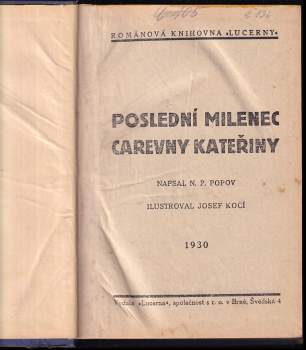 ROMÁNOVÁ KNIHOVNA „LUCERNY“
POSLEDNÍ MILENEC
CAREVNY KATEŘINY
NAPSAL N. P. POPOV
ILUSTROVAL JOSEF KOČÍ
1930
Vydala „Lucerna“, společnost s r. o. v Brně, Švédská 4